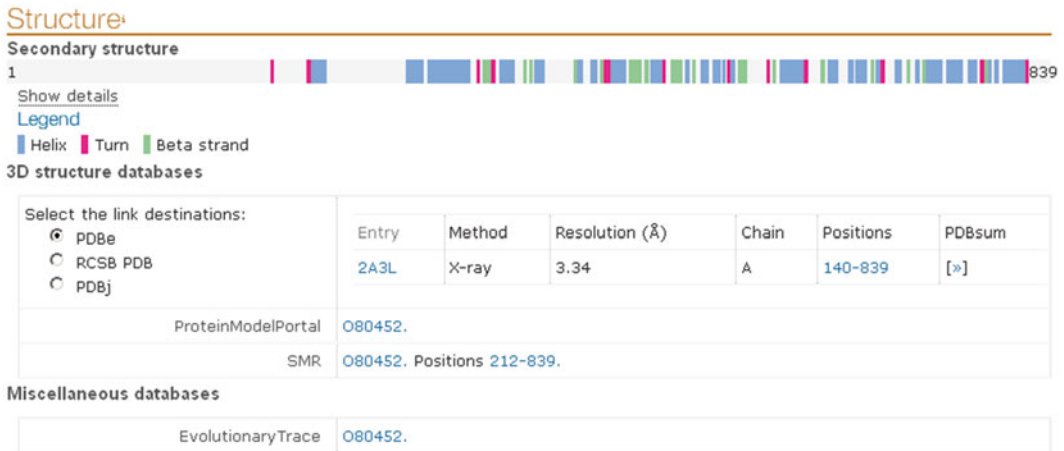 Structure i
Secondary structure
1 839
Show details
Legend
Helix Turn Beta strand
3D structure databases
Select the link destinations:
PDBe
RCSB PDB
PDBj
Entry Method Resolution (Å) Chain Positions PDBsum
2A3L X-ray 3.34 A 140-839 [»]
ProteinModelPortal O80452.
SMR O80452. Positions 212-839.
Miscellaneous databases
EvolutionaryTrace O80452.